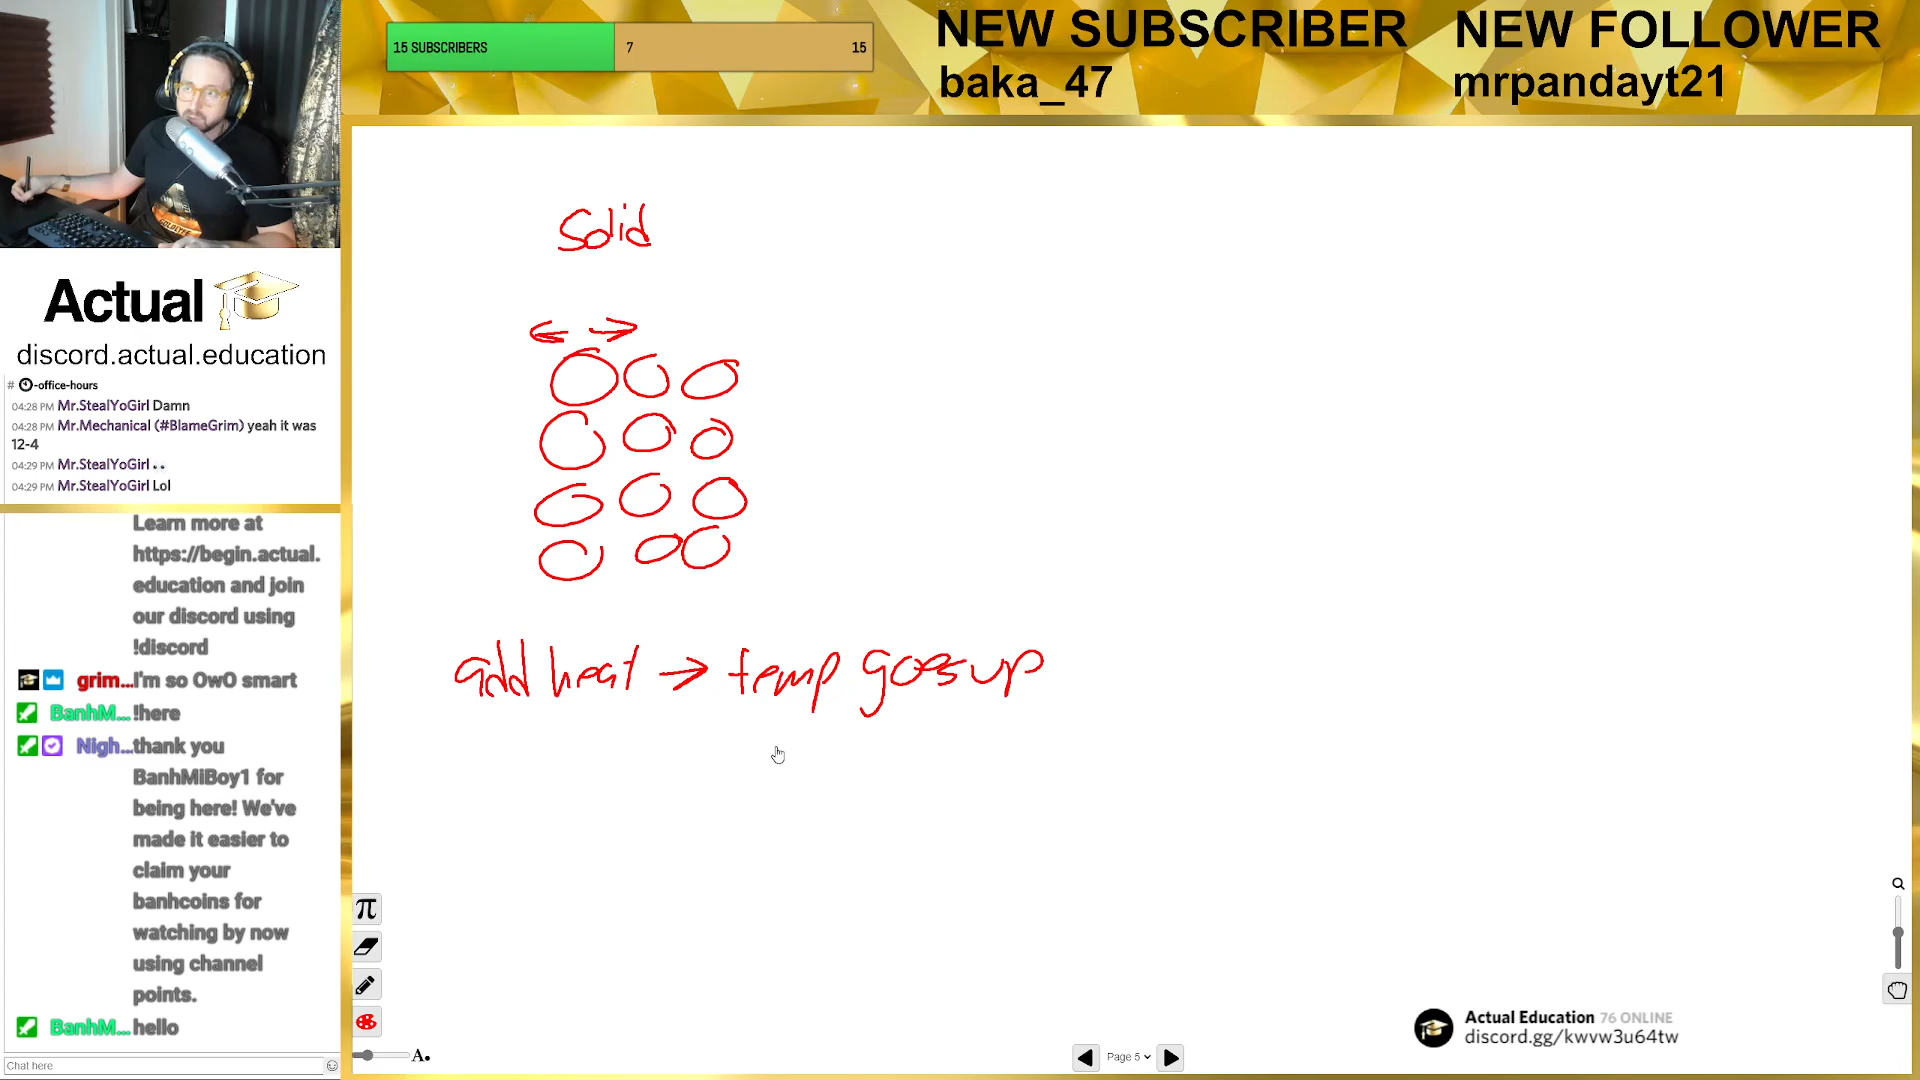 15 SUBSCRIBERS
7
15
NEW SUBSCRIBER
baka_47
NEW FOLLOWER
mrpandayt21
Actual
discord.actual.education
# -office-hours
04:28 PM Mr.StealYoGirl Damn
04:28 PM Mr.Mechanical (#BlameGrim) yeah it was
12-4
04:29 PM Mr.StealYoGirl
04:29 PM Mr.StealYoGirl Lol
Learn more at
https://begin.actual.
education and join
our discord using
!discord
grim... I'm so OwO smart
BanhM... !here
Nigh... thank you
BanhMiBoy1 for
being here! We've
made it easier to
claim your
banhcoins for
watching by now
using channel
points.
BanhM... hello
Chat here
Solid
add heat → temp goes up
π
A
Page 5
Actual Education 76 ONLINE
discord.gg/kwvw3u64tw